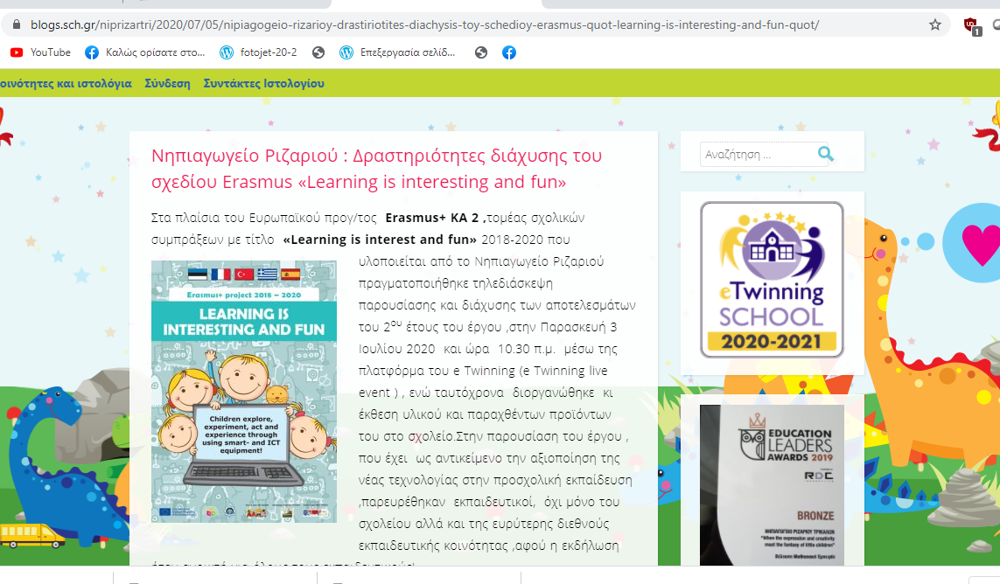 blogs.sch.gr/niprizartri/2020/07/05/nipiagogeio-rizarioy-drastiriotites-diachysis-toy-schedioy-erasmus-quot-learning-is-interesting-and-fun-quot/
1
YouTube
Καλώς ορίσατε στο...
fotojet-20-2
Επεξεργασία σελίδ...
οινότητες και ιστολόγια
Σύνδεση
Συντάκτες Ιστολογίου
Νηπιαγωγείο Ριζαριού : Δραστηριότητες διάχυσης του
σχεδίου Erasmus «Learning is interesting and fun»
Στα πλαίσια του Ευρωπαϊκού προγ/τος Erasmus+ KA 2 ,τομέας σχολικών
συμπράξεων με τίτλο «Learning is interest and fun» 2018-2020 που
υλοποιείται από το Νηπιαγωγείο Ριζαριού
πραγματοποιήθηκε τηλεδιάσκεψη
παρουσίασης και διάχυσης των αποτελεσμάτων
του 2ου έτους του έργου ,στην Παρασκευή 3
Ιουλίου 2020 και ώρα 10.30 π.μ. μέσω της
πλατφόρμα του e Twinning (e Twinning live
event ) , ενώ ταυτόχρονα διοργανώθηκε κι
έκθεση υλικού και παραχθέντων προϊόντων
του στο σχολείο.Στην παρουσίαση του έργου ,
που έχει ως αντικείμενο την αξιοποίηση της
νέας τεχνολογίας στην προσχολική εκπαίδευση
,παρευρέθηκαν εκπαιδευτικοί, όχι μόνο του
σχολείου αλλά και της ευρύτερης διεθνούς
εκπαιδευτικής κοινότητας ,αφού η εκδήλωση
Erasmus+ project 2018 – 2020
LEARNING IS
INTERESTING AND FUN
Children explore,
experiment, act and
experience through
using smart- and ICT
equipment!
Αναζήτηση ...
eTwinning
SCHOOL
2020-2021
EDUCATION
LEADERS
AWARDS 2019
BRONZE
ΝΗΠΙΑΓΩΓΕΙΟ ΡΙΖΑΡΙΟΥ ΤΡΙΚΑΛΩΝ
"When the expression and creativity
meet the fantasy of little children"